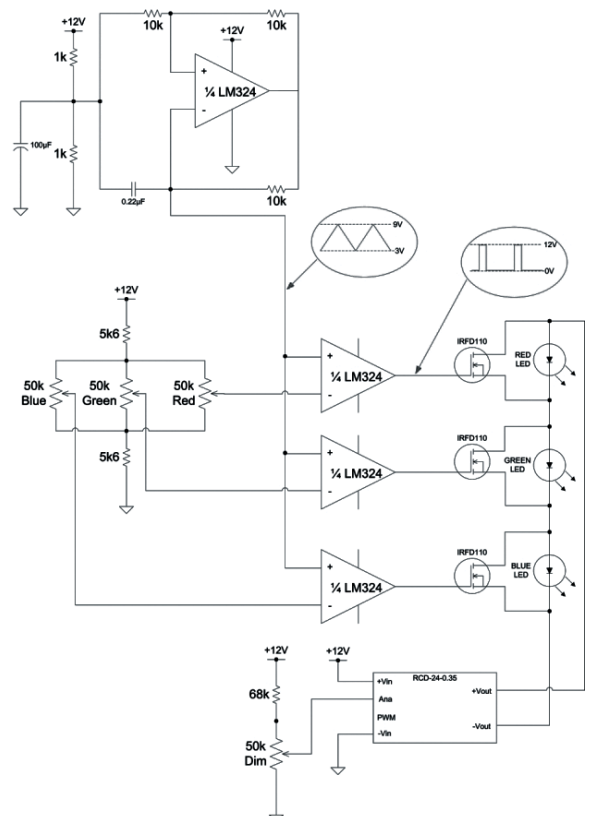 +12V
10k
10k
+12V
1k
+
¼ LM324
-
100µF
1k
0.22µF
10k
9V
3V
12V
0V
+12V
5k6
50k
Blue
50k
Green
50k
Red
5k6
+
¼ LM324
-
IRFD110
RED
LED
+
¼ LM324
-
IRFD110
GREEN
LED
+
¼ LM324
-
IRFD110
BLUE
LED
+12V
68k
50k
Dim
+12V
RCD-24-0.35
+Vin
Ana
PWM
-Vin
+Vout
-Vout